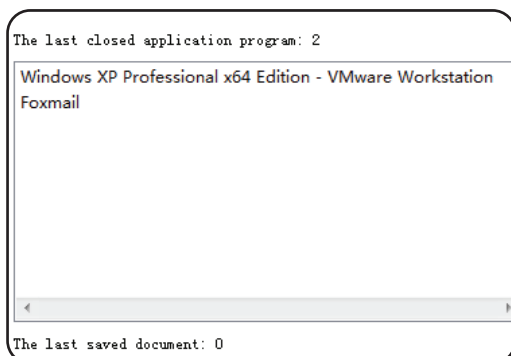 The last closed application program: 2
Windows XP Professional x64 Edition - VMware Workstation
Foxmail
The last saved document: 0